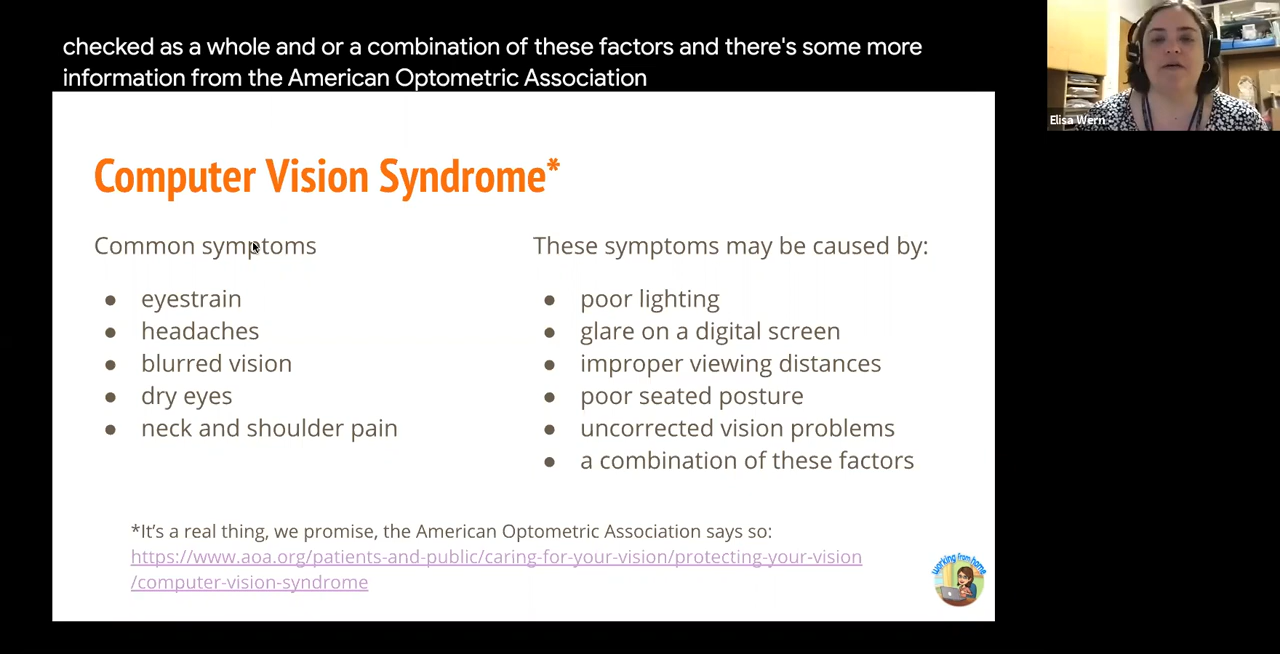 checked as a whole and or a combination of these factors and there's some more
information from the American Optometric Association
Elisa Wern
Computer Vision Syndrome*
Common symptoms
● eyestrain
● headaches
● blurred vision
● dry eyes
● neck and shoulder pain
These symptoms may be caused by:
● poor lighting
● glare on a digital screen
● improper viewing distances
● poor seated posture
● uncorrected vision problems
● a combination of these factors
*It's a real thing, we promise, the American Optometric Association says so:
https://www.aoa.org/patients-and-public/caring-for-your-vision/protecting-your-vision
/computer-vision-syndrome
working from home